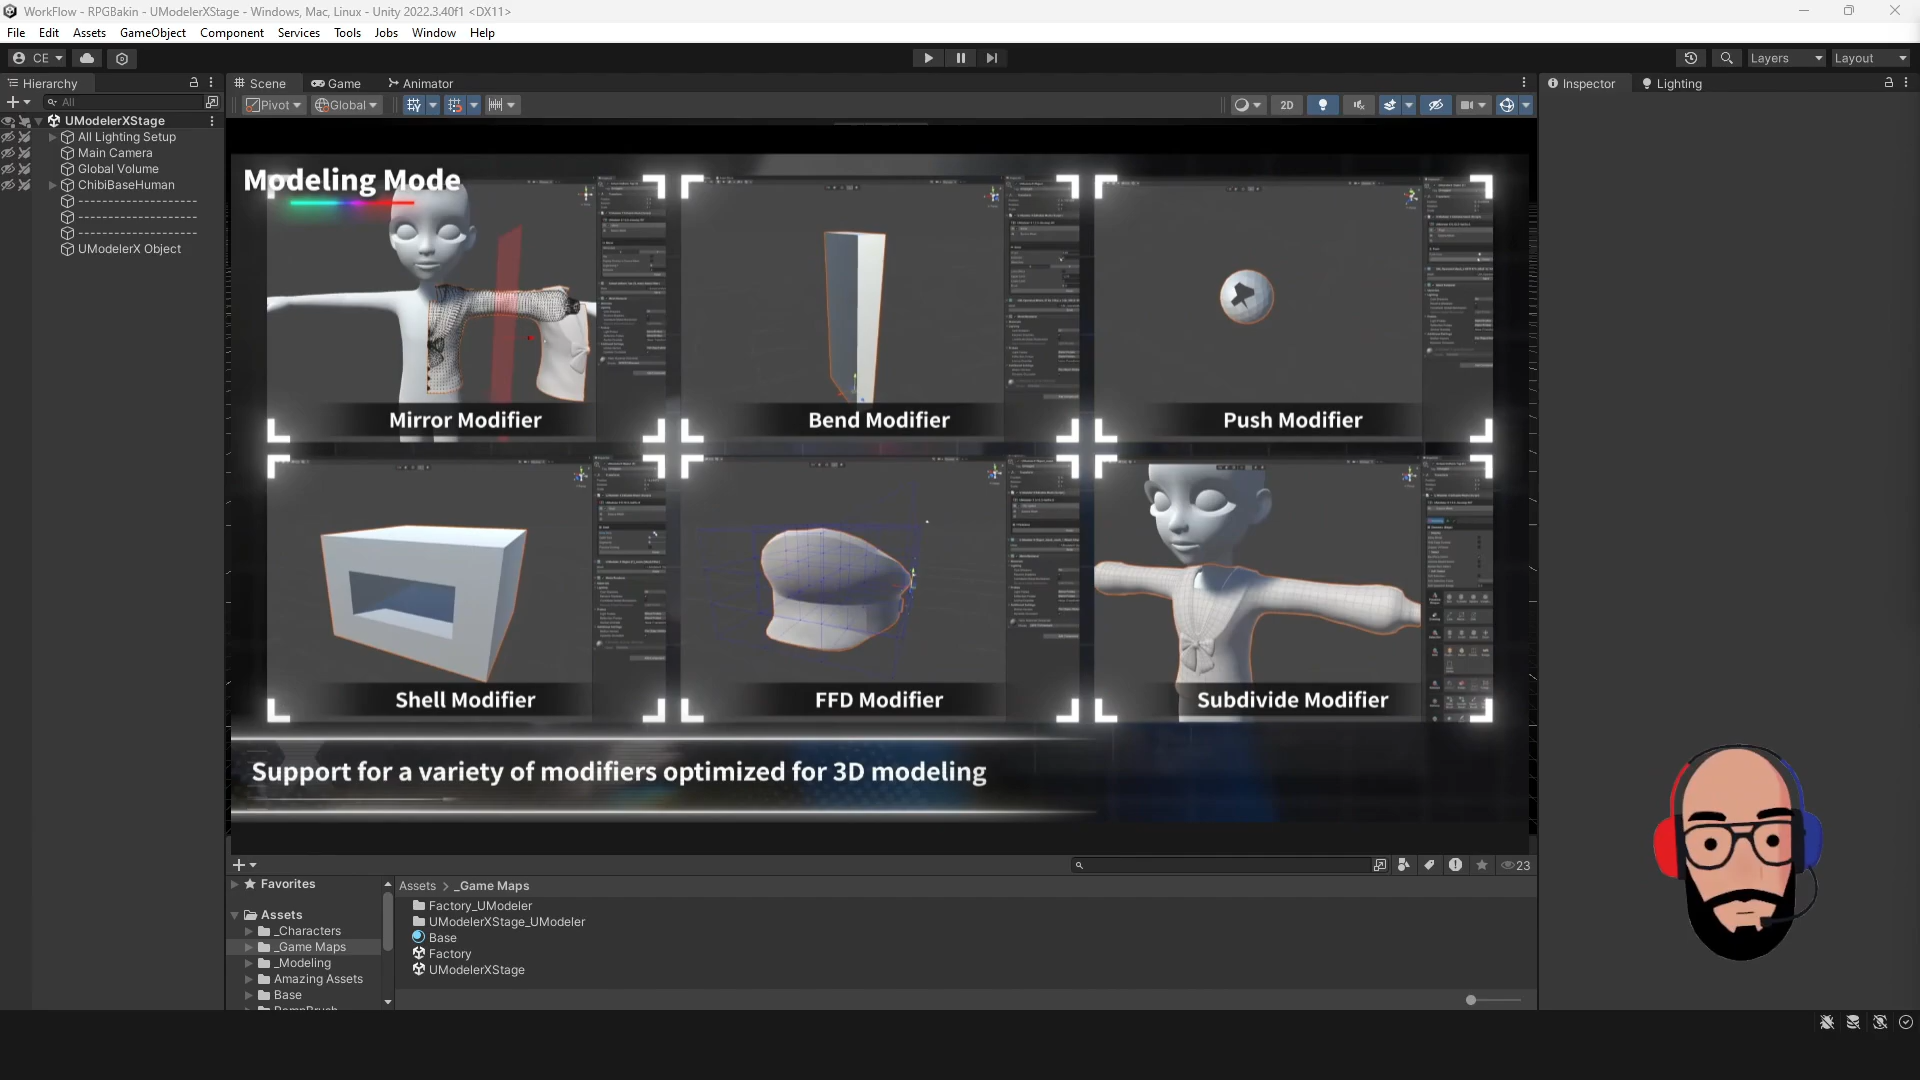 WorkFlow - RPGBakin - UModelerXStage - Windows, Mac, Linux - Unity 2022.3.40f1 <DX11>
File Edit Assets GameObject Component Services Tools Jobs Window Help
CE
Layers
Layout
Hierarchy
Scene
Game
Animator
Inspector
Lighting
All
Pivot
Global
2D
UModelerXStage
All Lighting Setup
Main Camera
Global Volume
ChibiBaseHuman
--------------------
--------------------
--------------------
UModelerX Object
Modeling Mode
Mirror Modifier
Bend Modifier
Push Modifier
Shell Modifier
FFD Modifier
Subdivide Modifier
Support for a variety of modifiers optimized for 3D modeling
23
Favorites
Assets
_Characters
_Game Maps
_Modeling
Amazing Assets
Base
Assets > _Game Maps
Factory_UModeler
UModelerXStage_UModeler
Base
Factory
UModelerXStage